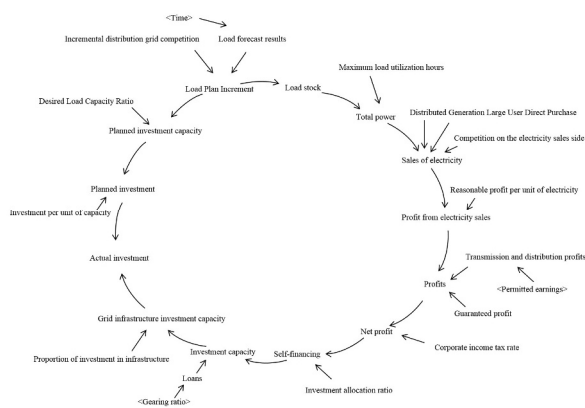 <Time>
Incremental distribution grid competition
Load forecast results
Maximum load utilization hours
Load Plan Increment
Load stock
Desired Load Capacity Ratio
Total power
Distributed Generation Large User Direct Purchase
Planned investment capacity
Competition on the electricity sales side
Sales of electricity
Planned investment
Reasonable profit per unit of electricity
Investment per unit of capacity
Profit from electricity sales
Actual investment
Transmission and distribution profits
Profits
<Permitted earnings>
Guaranteed profit
Grid infrastructure investment capacity
Net profit
Corporate income tax rate
Proportion of investment in infrastructure
Investment capacity
Self-financing
Loans
Investment allocation ratio
<Gearing ratio>